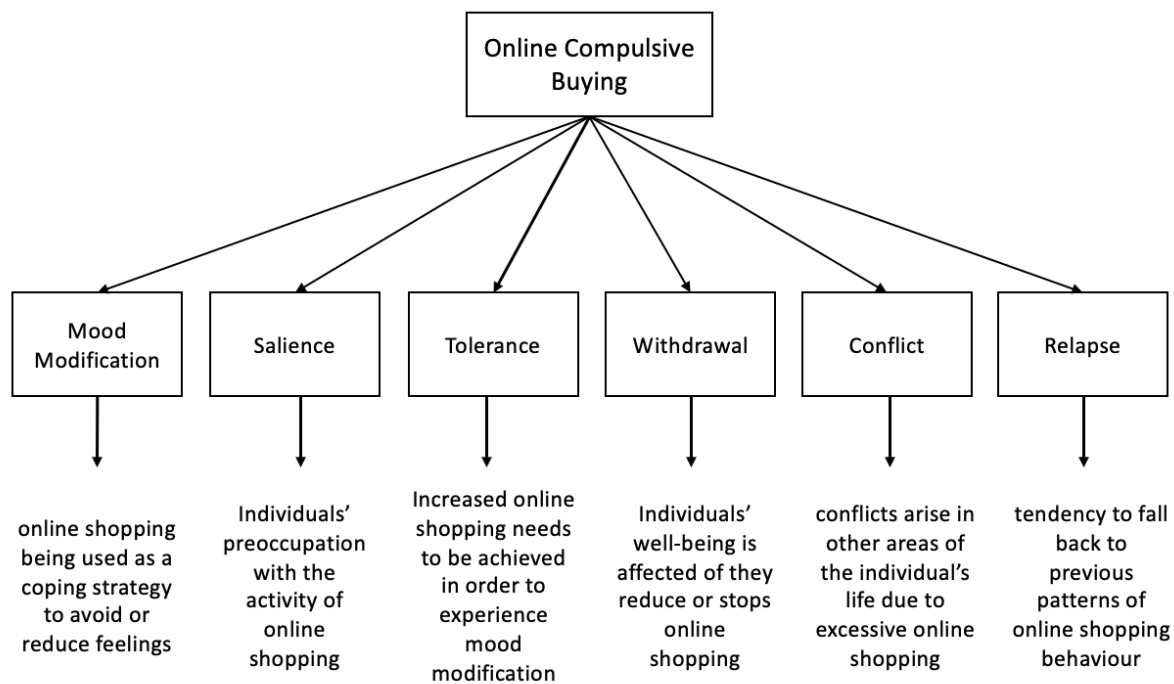 Online Compulsive
Buying
Mood
Modification
Salience
Tolerance
Withdrawal
Conflict
Relapse
online shopping
being used as a
coping strategy
to avoid or
reduce feelings
Individuals’
preoccupation
with the
activity of
online
shopping
Increased online
shopping needs
to be achieved
in order to
experience
mood
modification
Individuals’
well-being is
affected of they
reduce or stops
online
shopping
conflicts arise in
other areas of
the individual’s
life due to
excessive online
shopping
tendency to fall
back to
previous
patterns of
online shopping
behaviour